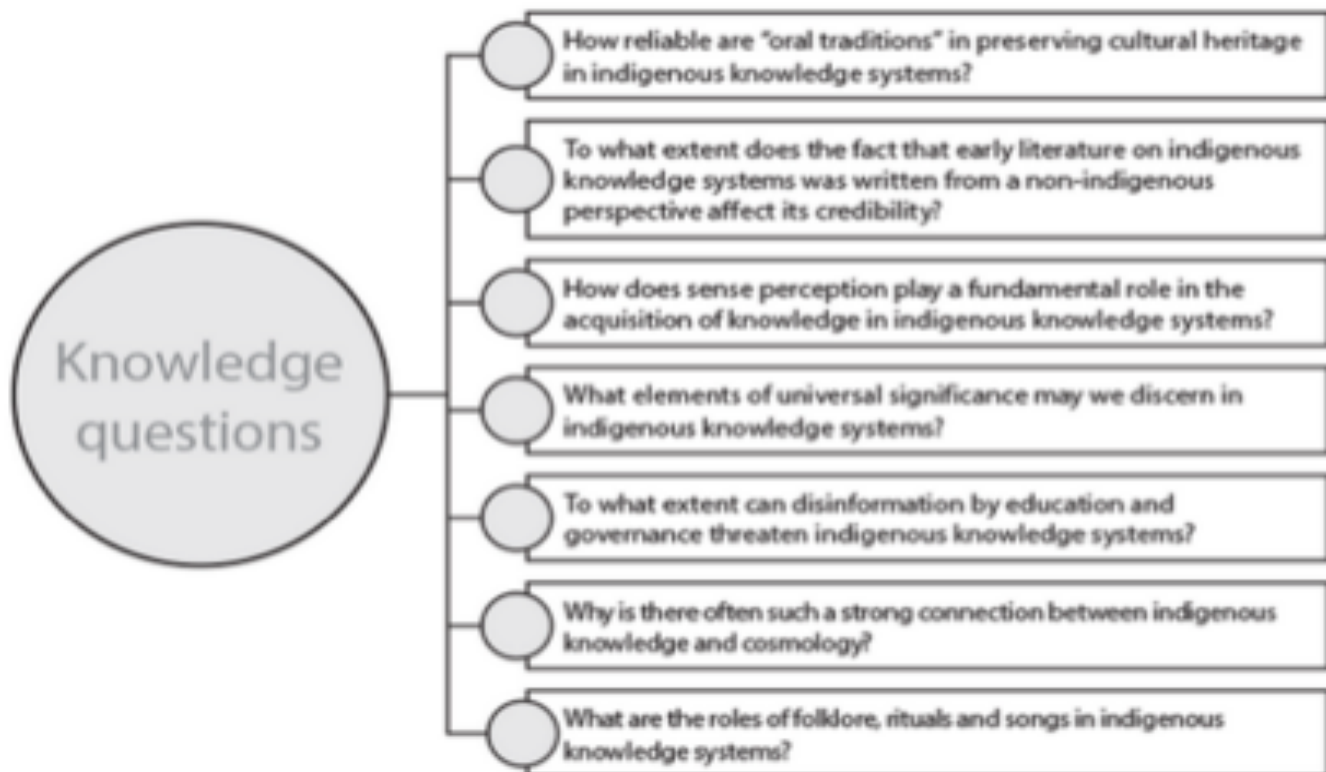 Knowledge
questions
How reliable are "oral traditions" in preserving cultural heritage
in indigenous knowledge systems?
To what extent does the fact that early literature on indigenous
knowledge systems was written from a non-indigenous
perspective affect its credibility?
How does sense perception play a fundamental role in the
acquisition of knowledge in indigenous knowledge systems?
What elements of universal significance may we discern in
indigenous knowledge systems?
To what extent can disinformation by education and
governance threaten indigenous knowledge systems?
Why is there often such a strong connection between indigenous
knowledge and cosmology?
What are the roles of folklore, rituals and songs in indigenous
knowledge systems?